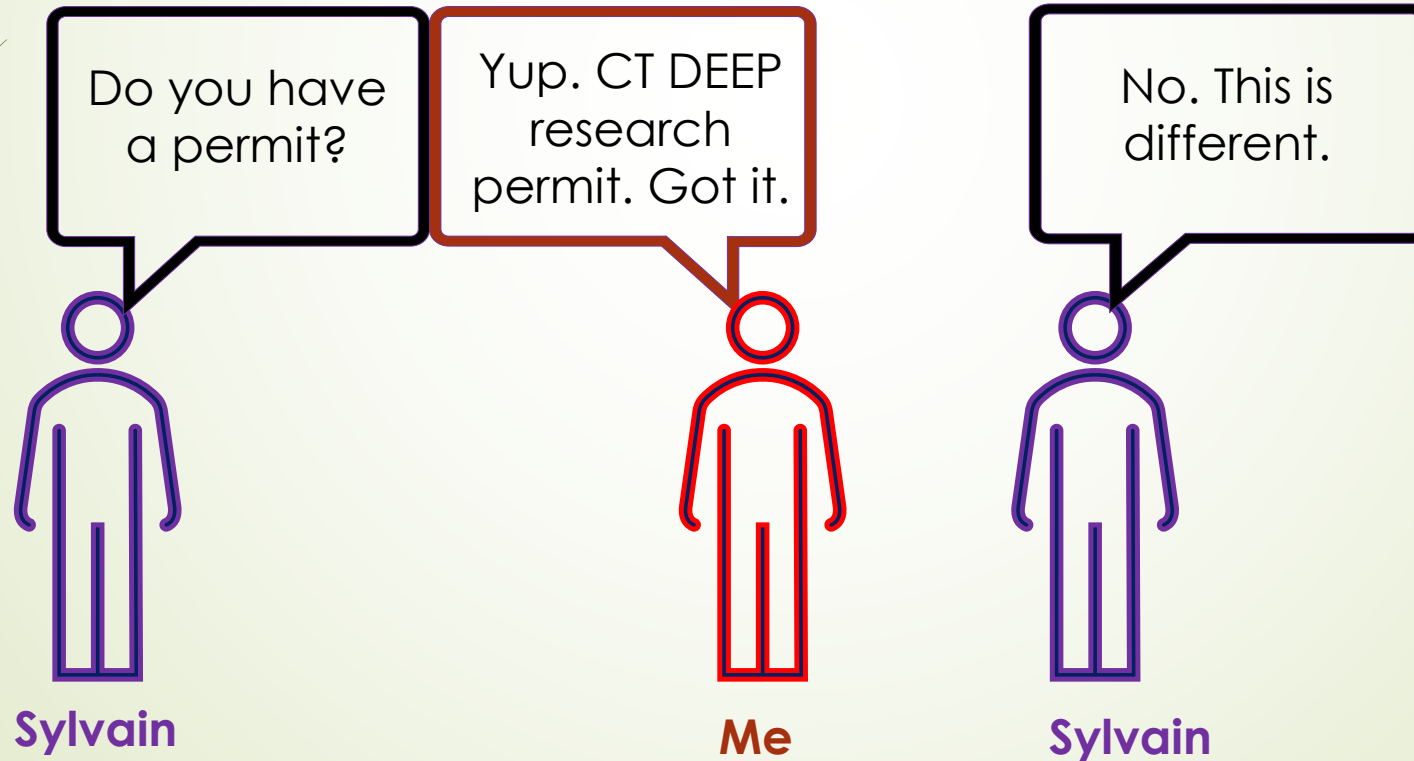 Do you have
a permit?
Yup. CT DEEP
research
permit. Got it.
No. This is
different.
Sylvain
Me
Sylvain